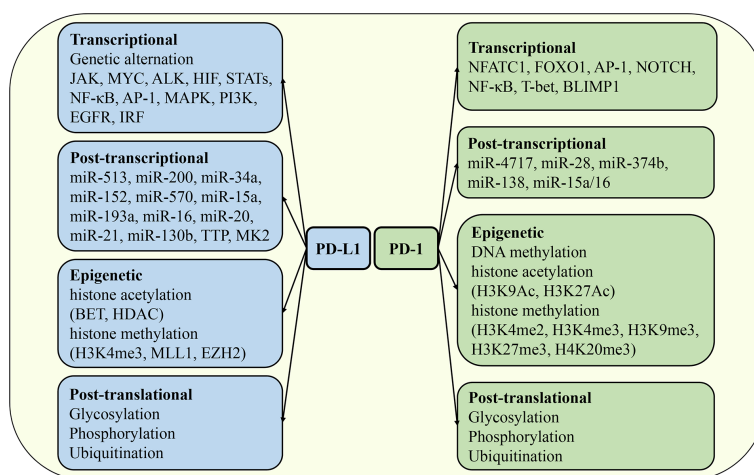 Transcriptional
Genetic alternation
JAK, MYC, ALK, HIF, STATs,
NF-κB, AP-1, MAPK, PI3K,
EGFR, IRF
Post-transcriptional
miR-513, miR-200, miR-34a,
miR-152, miR-570, miR-15a,
miR-193a, miR-16, miR-20,
miR-21, miR-130b, TTP, MK2
Epigenetic
histone acetylation
(BET, HDAC)
histone methylation
(H3K4me3, MLL1, EZH2)
Post-translational
Glycosylation
Phosphorylation
Ubiquitination
PD-L1
PD-1
Transcriptional
NFATC1, FOXO1, AP-1, NOTCH,
NF-κB, T-bet, BLIMP1
Post-transcriptional
miR-4717, miR-28, miR-374b,
miR-138, miR-15a/16
Epigenetic
DNA methylation
histone acetylation
(H3K9Ac, H3K27Ac)
histone methylation
(H3K4me2, H3K4me3, H3K9me3,
H3K27me3, H4K20me3)
Post-translational
Glycosylation
Phosphorylation
Ubiquitination